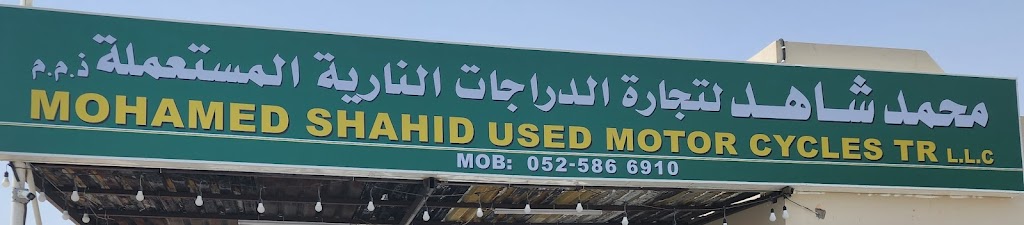 محمد شاهد لتجارة الدراجات النارية المستعملة ذ.م.م
MOHAMED SHAHID USED MOTOR CYCLES TR L.L.C
MOB: 052-586 6910